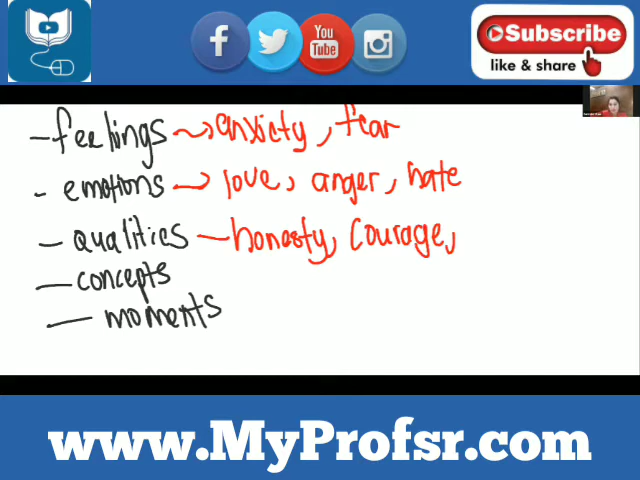 f
You
Tube
Subscribe
like & share
- feelings → anxiety, fear
- emotions → love, anger, hate
- qualities — honesty, courage,
- concepts
- moments
www.MyProfsr.com